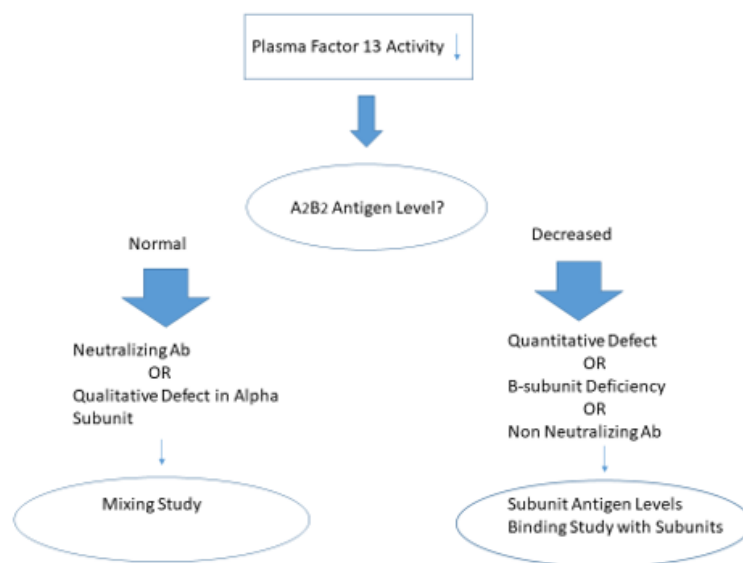 Plasma Factor 13 Activity
A2B2 Antigen Level?
Normal
Decreased
Neutralizing Ab
OR
Qualitative Defect in Alpha
Subunit
Quantitative Defect
OR
B-subunit Deficiency
OR
Non Neutralizing Ab
Mixing Study
Subunit Antigen Levels
Binding Study with Subunits